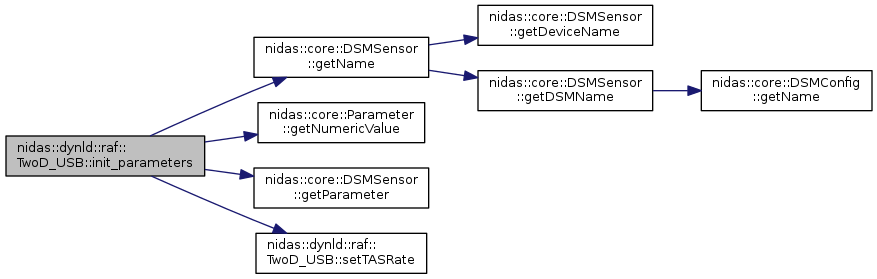 nidas::dynld::raf::
TwoD_USB::init_parameters
nidas::core::DSMSensor
::getName
nidas::core::DSMSensor
::getDeviceName
nidas::core::DSMSensor
::getDSMName
nidas::core::DSMConfig
::getName
nidas::core::Parameter
::getNumericValue
nidas::core::DSMSensor
::getParameter
nidas::dynld::raf::
TwoD_USB::setTASRate